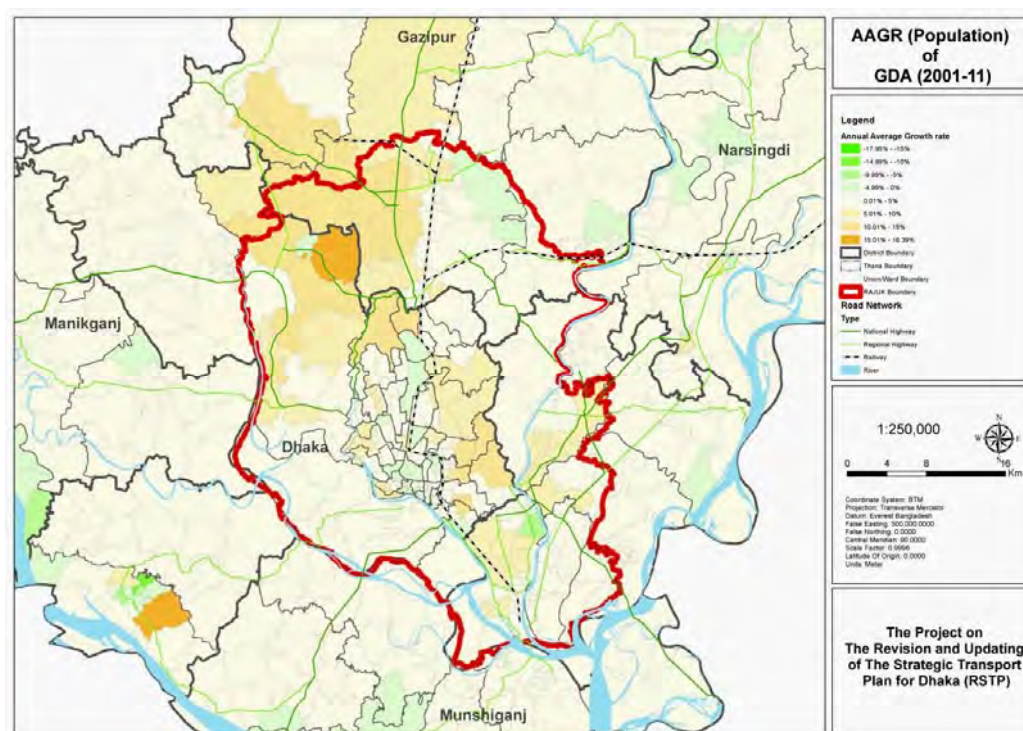 AAGR (Population)
of
GDA (2001-11)
Gazipur
Narsingdi
Manikganj
Dhaka
Munshiganj
Legend
Annual Average Growth rate
-17.95% - -15%
-14.99% - -10%
-9.99% - -5%
-4.99% - 0%
0.01% - 5%
5.01% - 10%
10.01% - 15%
15.01% - 18.39%
District Boundary
Thana Boundary
Union/Ward Boundary
RAJUK Boundary
Road Network
Type
National Highway
Regional Highway
Railway
River
1:250,000
N
W
E
S
0 4 8 16
Km
Coordinate System: BTM
Projection: Transverse Mercator
Datum: Everest Bangladesh
False Easting: 500,000.0000
False Northing: 0.0000
Central Meridian: 90.0000
Scale Factor: 0.9996
Latitude Of Origin: 0.0000
Units: Meter
The Project on
The Revision and Updating
of The Strategic Transport
Plan for Dhaka (RSTP)